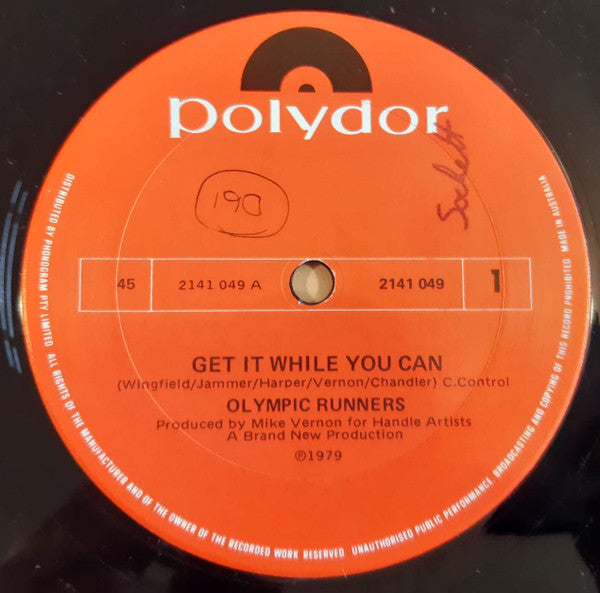 polydor
190
45
2141 049 A
2141 049
1
GET IT WHILE YOU CAN
(Wingfield/Jammer/Harper/Vernon/Chandler) C.Control
OLYMPIC RUNNERS
Produced by Mike Vernon for Handle Artists
A Brand New Production
℗1979
DISTRIBUTED BY PHONOGRAM PTY LIMITED ALL RIGHTS OF THE MANUFACTURER AND OF THE OWNER OF THE RECORDED WORK RESERVED UNAUTHORISED PUBLIC PERFORMANCE BROADCASTING AND COPYING OF THIS RECORD PROHIBITED MADE IN AUSTRALIA